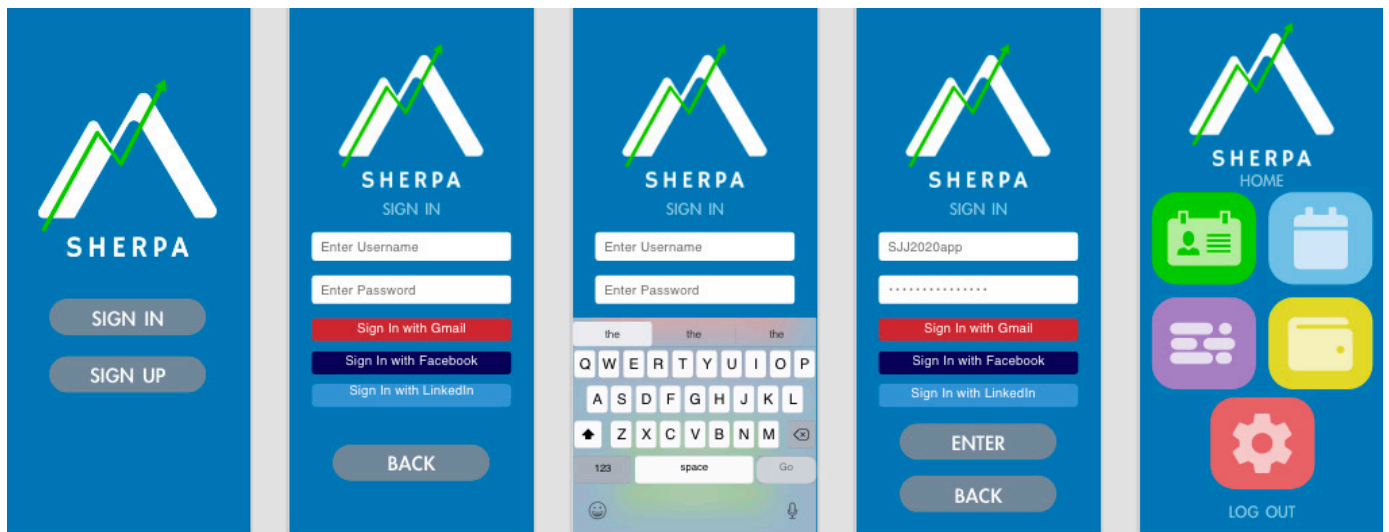 SHERPA
SIGN IN
SIGN UP
SHERPA
SIGN IN
Enter Username
Enter Password
Sign In with Gmail
Sign In with Facebook
Sign In with LinkedIn
BACK
SHERPA
SIGN IN
Enter Username
Enter Password
the the the
Q W E R T Y U I O P
A S D F G H J K L
Z X C V B N M
123 space Go
SHERPA
SIGN IN
SJJ2020app
Sign In with Gmail
Sign In with Facebook
Sign In with LinkedIn
ENTER
BACK
SHERPA
HOME
LOG OUT